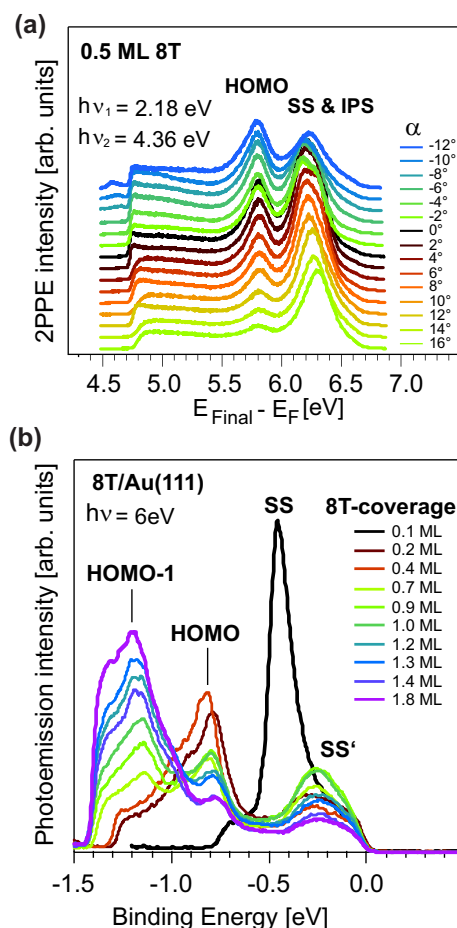 (a)
0.5 ML 8T
hν₁ = 2.18 eV
hν₂ = 4.36 eV
HOMO
SS & IPS
α
-12°
-10°
-8°
-6°
-4°
-2°
0°
2°
4°
6°
8°
10°
12°
14°
16°
2PPE intensity [arb. units]
4.5 5.0 5.5 6.0 6.5 7.0
E_Final - E_F [eV]
(b)
8T/Au(111)
hν = 6eV
SS
8T-coverage
0.1 ML
0.2 ML
0.4 ML
0.7 ML
0.9 ML
1.0 ML
1.2 ML
1.3 ML
1.4 ML
1.8 ML
HOMO-1
HOMO
SS‘
Photoemission intensity [arb. units]
-1.5 -1.0 -0.5 0.0
Binding Energy [eV]